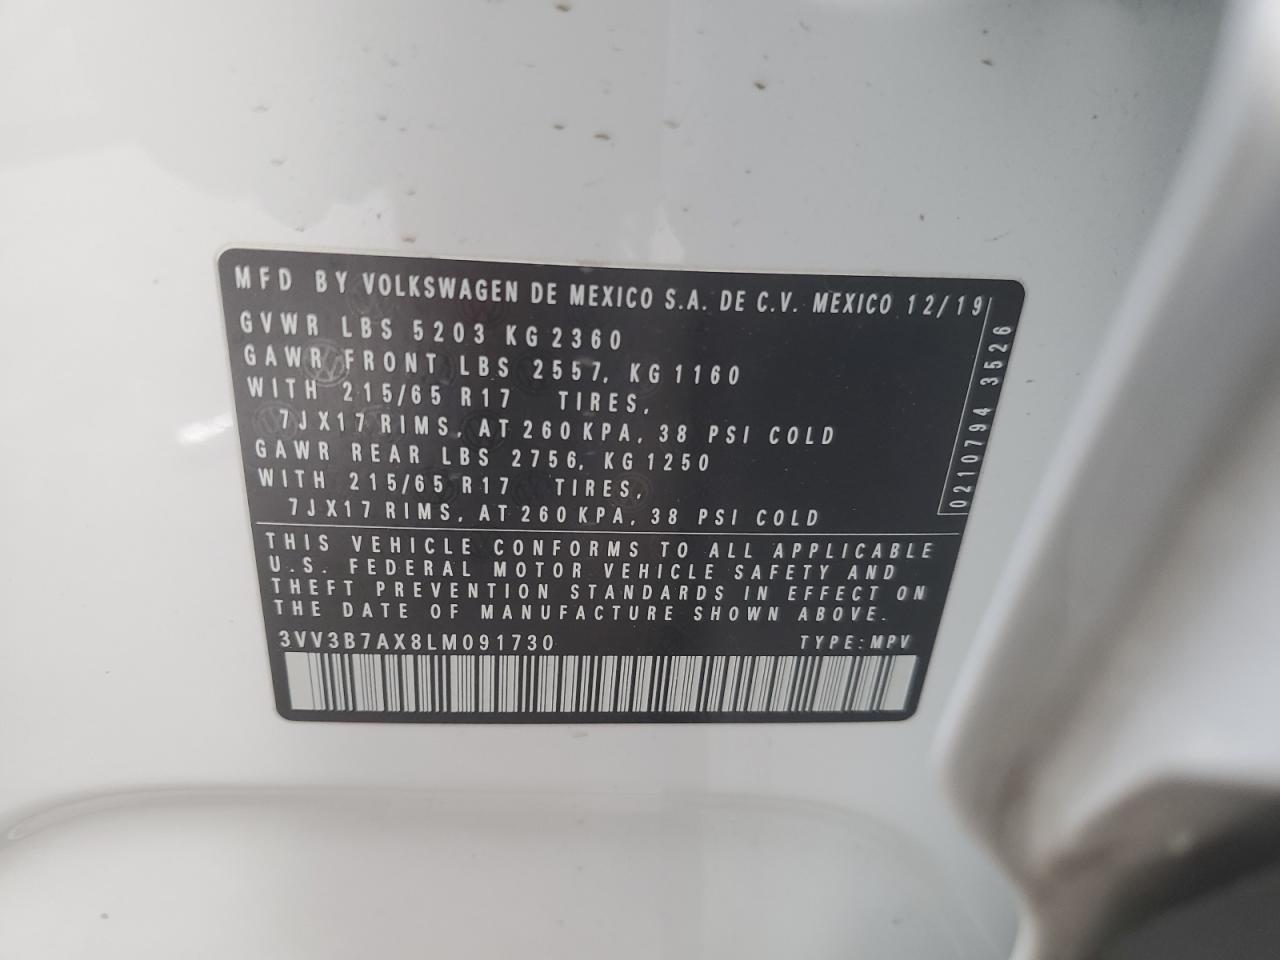 MFD BY VOLKSWAGEN DE MEXICO S.A. DE C.V. MEXICO 12/19
GVWR LBS 5203 KG 2360
GAWR FRONT LBS 2557, KG 1160
WITH 215/65 R17 TIRES,
7JX17 RIMS, AT 260 KPA, 38 PSI COLD
GAWR REAR LBS 2756, KG 1250
WITH 215/65 R17 TIRES,
7JX17 RIMS, AT 260 KPA, 38 PSI COLD
0210794 3526
THIS VEHICLE CONFORMS TO ALL APPLICABLE
U.S. FEDERAL MOTOR VEHICLE SAFETY AND
THEFT PREVENTION STANDARDS IN EFFECT ON
THE DATE OF MANUFACTURE SHOWN ABOVE.
3VV3B7AX8LM091730 TYPE: MPV